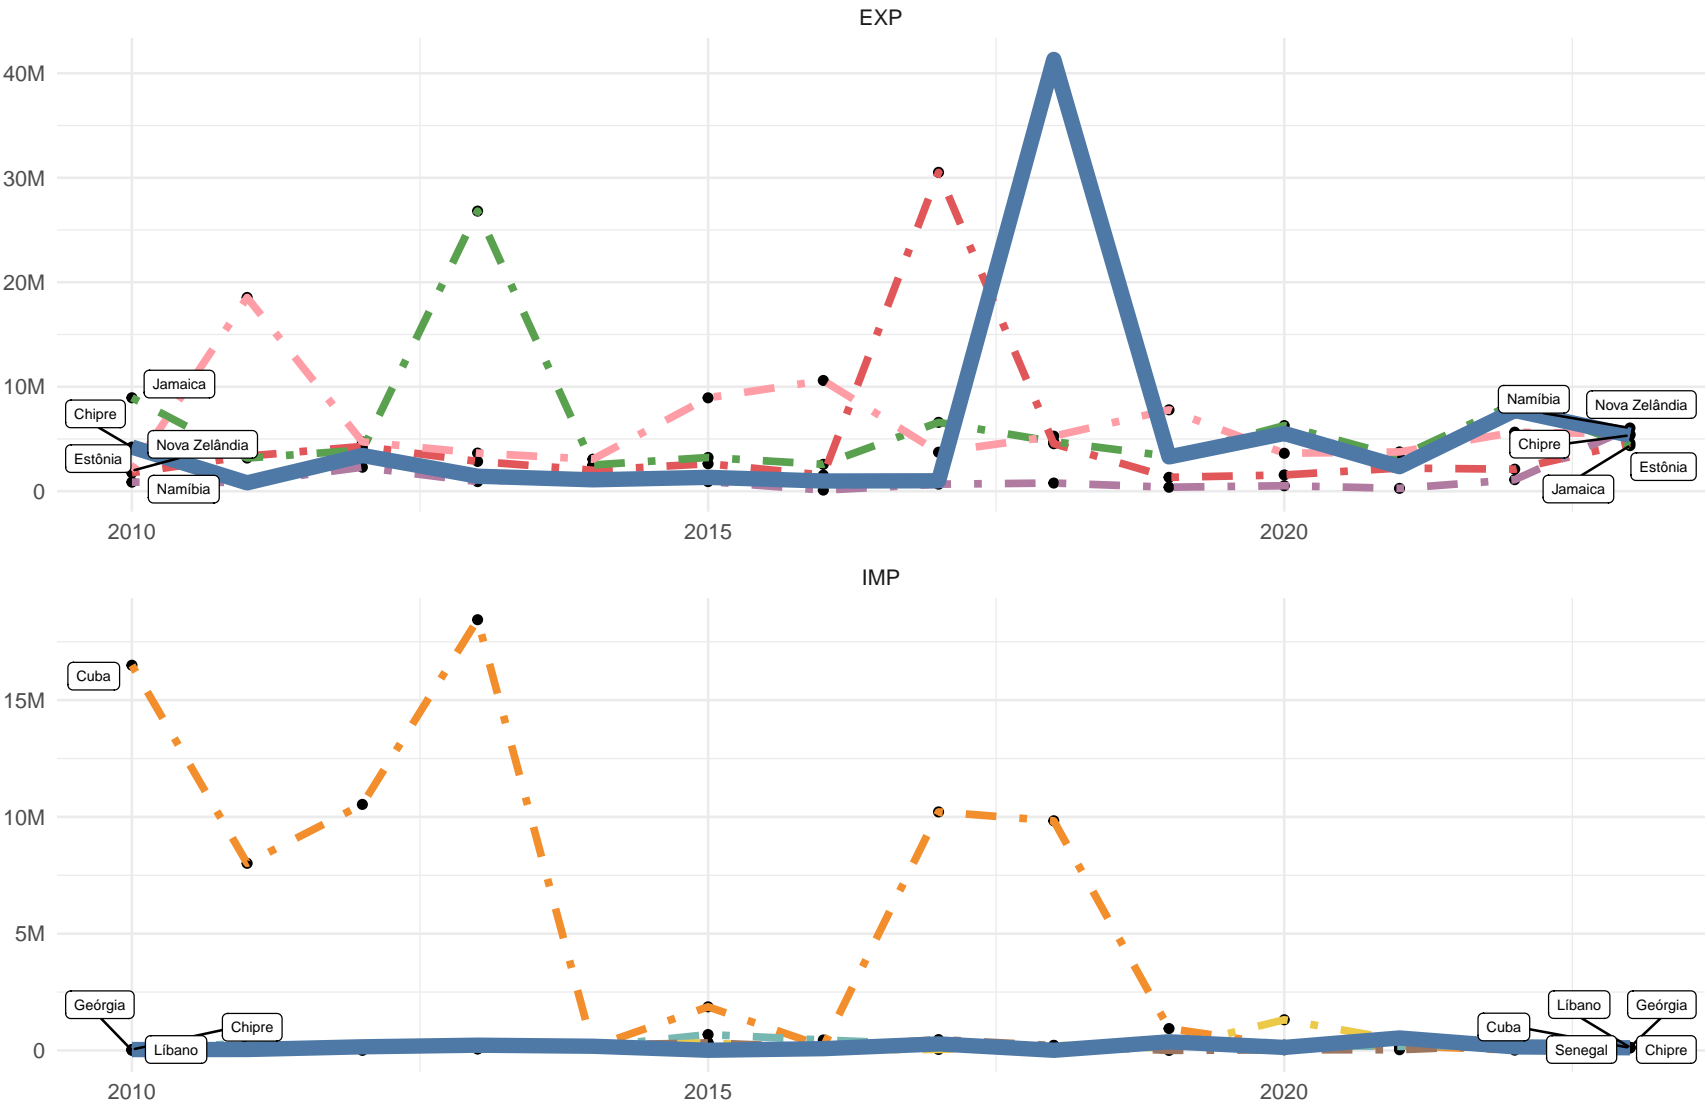 EXP
40M
30M
20M
10M
0
Jamaica
Chipre
Nova Zelândia
Estônia
Namíbia
Namíbia
Nova Zelândia
Chipre
Estônia
Jamaica
2010
2015
2020
IMP
15M
10M
5M
0
Cuba
Geórgia
Chipre
Líbano
Líbano
Geórgia
Cuba
Senegal
Chipre
2010
2015
2020